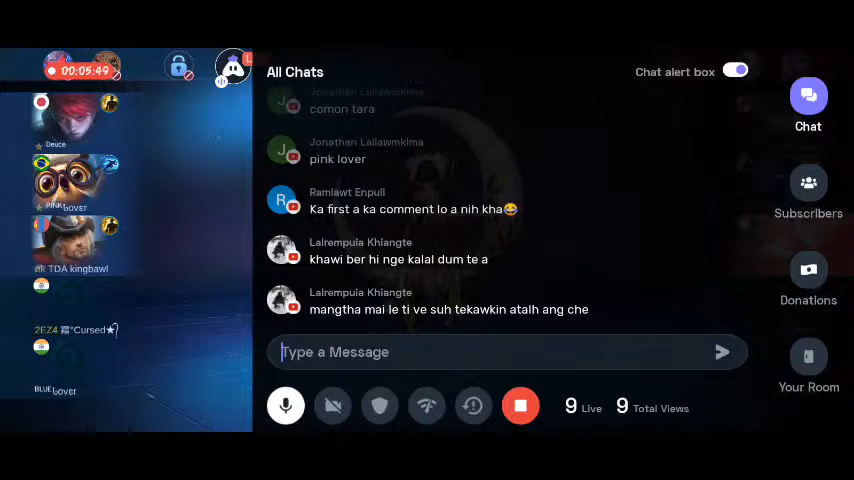 00:05:49
Deuce
PINK Lover
TDA kingbawl
2EZ4 霜°Cursed★
BLUE Lover
All Chats
Chat alert box
Jonathan Lallawmkima
comon tara
Jonathan Lallawmkima
pink lover
Ramlawt Enpull
Ka first a ka comment lo a nih kha😂
Lalrempuia Khiangte
khawi ber hi nge kalal dum te a
Lalrempuia Khiangte
mangtha mai le ti ve suh tekawkin atalh ang che
Type a Message
9 Live 9 Total Views
Chat
Subscribers
Donations
Your Room